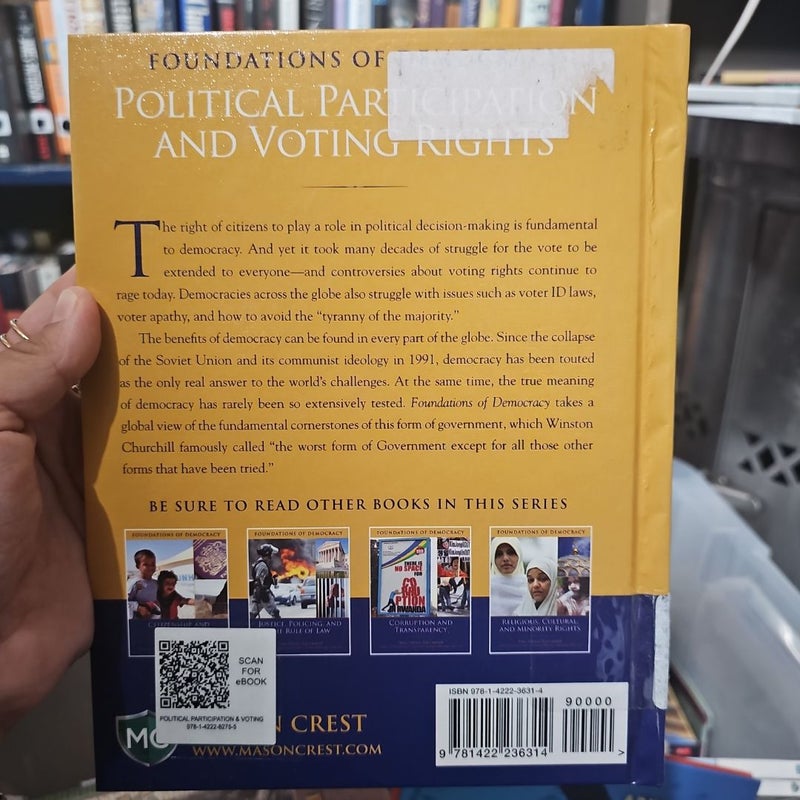 FOUNDATIONS OF
POLITICAL PARTICIPATION
AND VOTING RIGHTS
The right of citizens to play a role in political decision-making is fundamental
to democracy. And yet it took many decades of struggle for the vote to be
extended to everyone—and controversies about voting rights continue to
rage today. Democracies across the globe also struggle with issues such as voter ID laws,
voter apathy, and how to avoid the “tyranny of the majority.”
The benefits of democracy can be found in every part of the globe. Since the collapse
of the Soviet Union and its communist ideology in 1991, democracy has been touted
as the only real answer to the world’s challenges. At the same time, the true meaning
of democracy has rarely been so extensively tested. Foundations of Democracy takes a
global view of the fundamental cornerstones of this form of government, which Winston
Churchill famously called “the worst form of Government except for all those other
forms that have been tried.”
BE SURE TO READ OTHER BOOKS IN THIS SERIES
FOUNDATIONS OF DEMOCRACY
CITIZENSHIP AND
FOUNDATIONS OF DEMOCRACY
JUSTICE, POLICING, AND
THE RULE OF LAW
FOUNDATIONS OF DEMOCRACY
THERE IS
NO SPACE
FOR
IN RWANDA
CORRUPTION AND
TRANSPARENCY
FOUNDATIONS OF DEMOCRACY
RELIGIOUS, CULTURAL,
AND MINORITY RIGHTS
SCAN
FOR
eBOOK
POLITICAL PARTICIPATION & VOTING
978-1-4222-8275-5
MC
N CREST
WWW.MASONCREST.COM
ISBN 978-1-4222-3631-4
90000
9 781422 236314 >